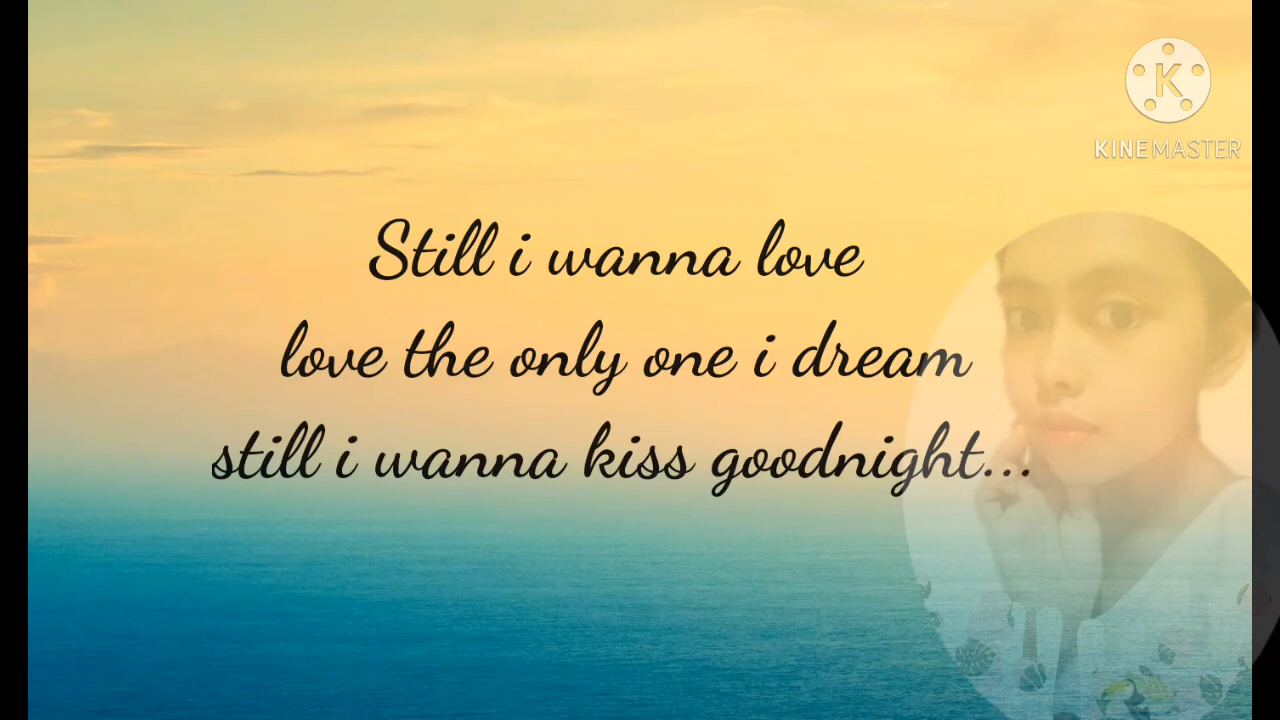 K
KINEMASTER
Still i wanna love
love the only one i dream
still i wanna kiss goodnight...